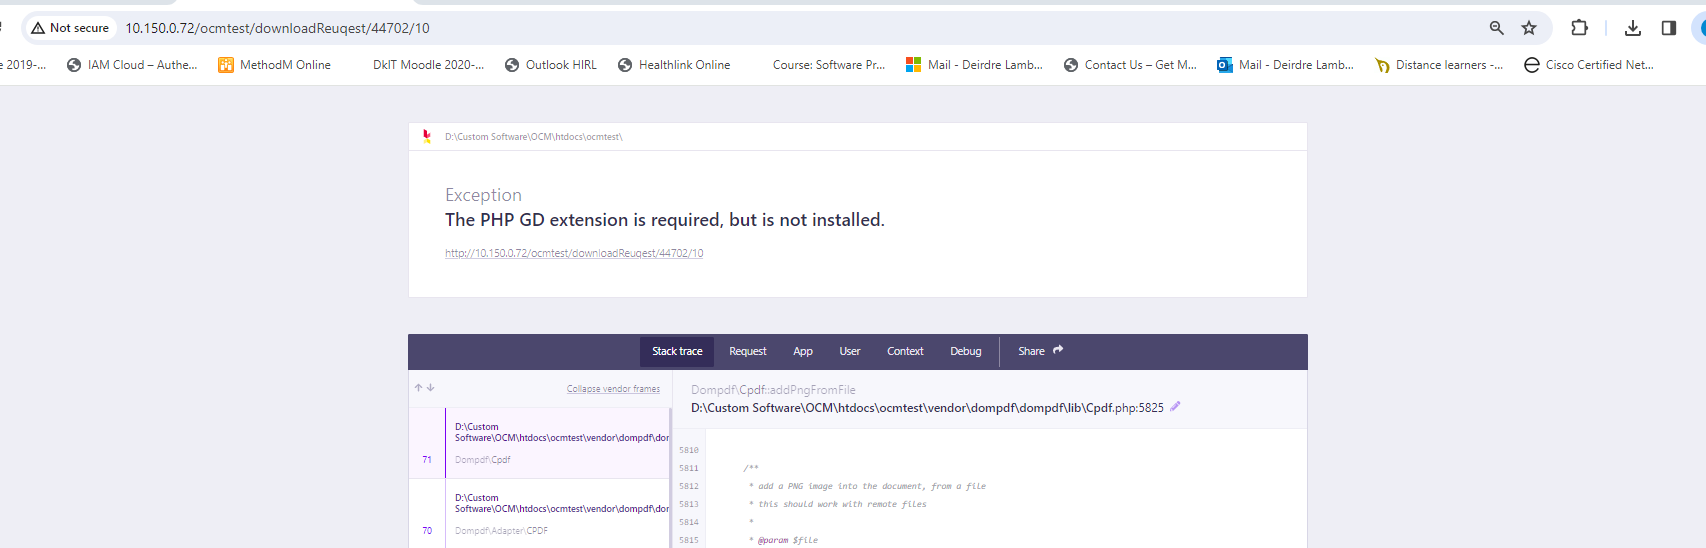 Not secure 10.150.0.72/ocmtest/downloadReuqest/44702/10
2019-... IAM Cloud – Authe... MethodM Online DkIT Moodle 2020-... Outlook HIRL Healthlink Online Course: Software Pr... Mail - Deirdre Lamb... Contact Us – Get M... Mail - Deirdre Lamb... Distance learners -... Cisco Certified Net...
D:\Custom Software\OCM\htdocs\ocmtest\
Exception
The PHP GD extension is required, but is not installed.
http://10.150.0.72/ocmtest/downloadReuqest/44702/10
Stack trace Request App User Context Debug Share
Collapse vendor frames
Dompdf\Cpdf::addPngFromFile
D:\Custom Software\OCM\htdocs\ocmtest\vendor\dompdf\dompdf\lib\Cpdf.php:5825
D:\Custom
Software\OCM\htdocs\ocmtest\vendor\dompdf\dor
71 Dompdf\Cpdf
D:\Custom
Software\OCM\htdocs\ocmtest\vendor\dompdf\dor
70 Dompdf\Adapter\CPDF
5810
5811 /**
5812 * add a PNG image into the document, from a file
5813 * this should work with remote files
5814 *
5815 * @param $file